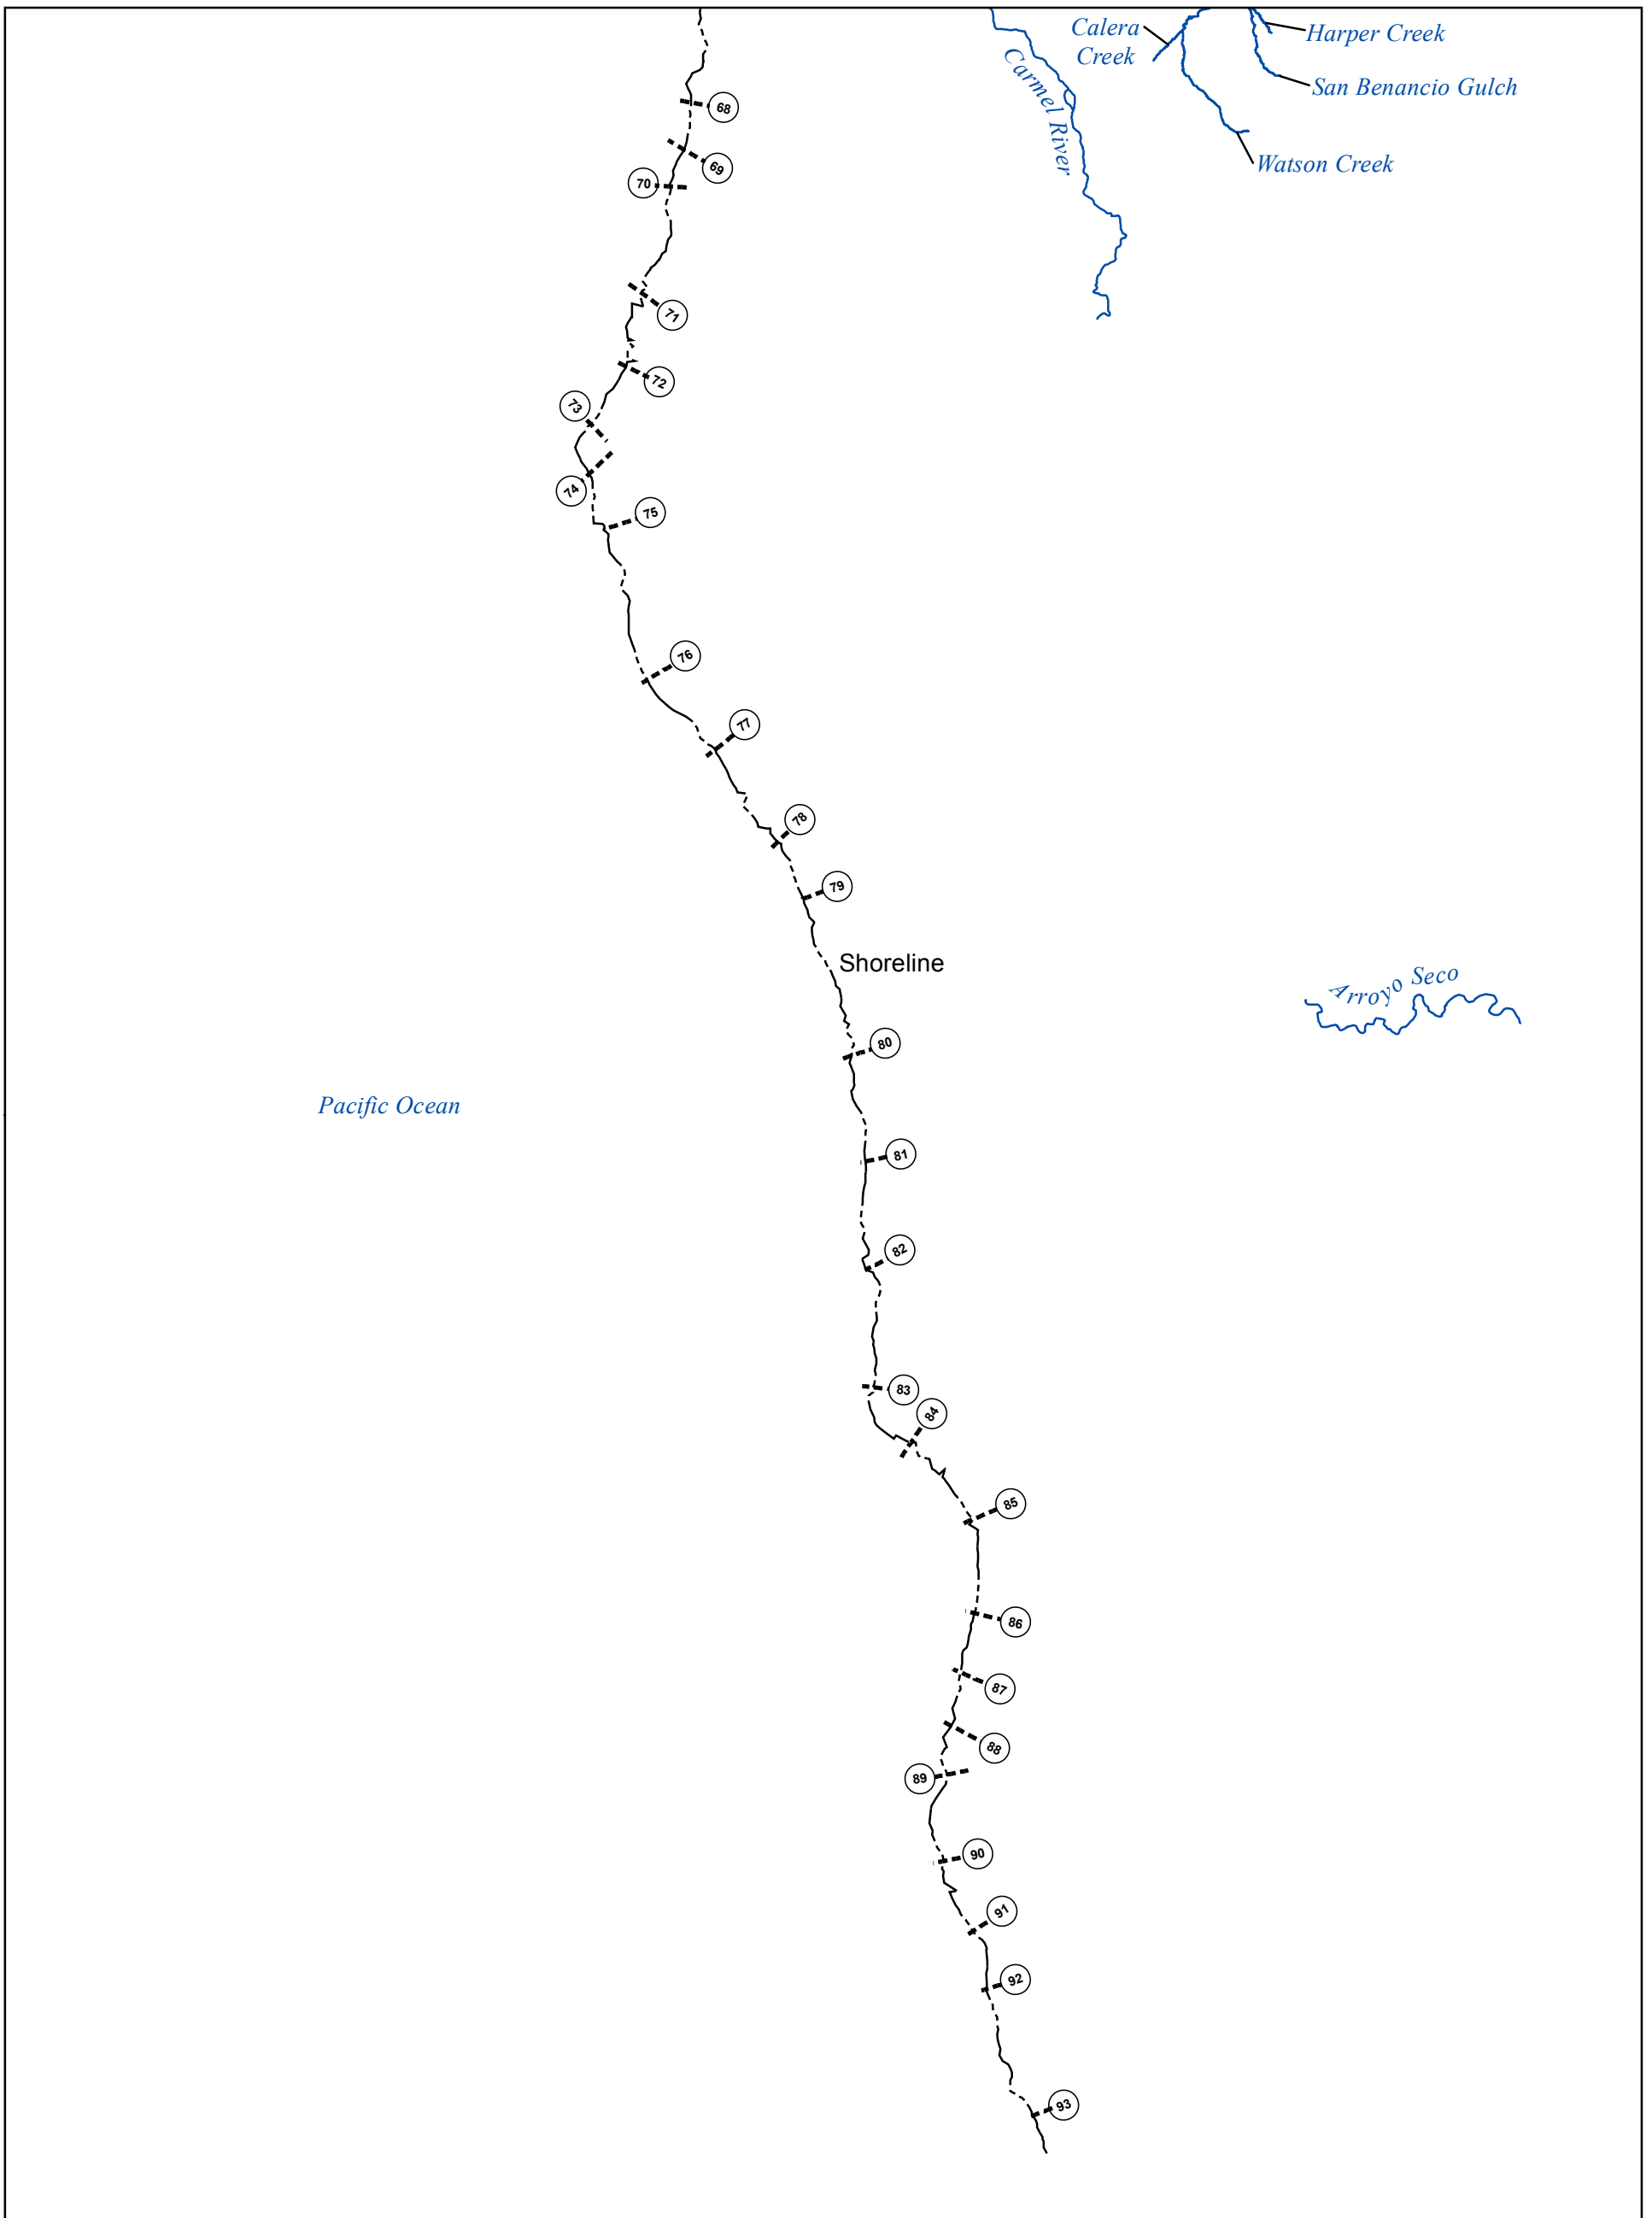 Calera
Creek
Harper Creek
Carmel River
San Benancio Gulch
Watson Creek
68
69
70
71
72
73
74
75
76
77
78
79
Shoreline
Arroyo Seco
80
Pacific Ocean
81
82
83
84
85
86
87
88
89
90
91
92
93